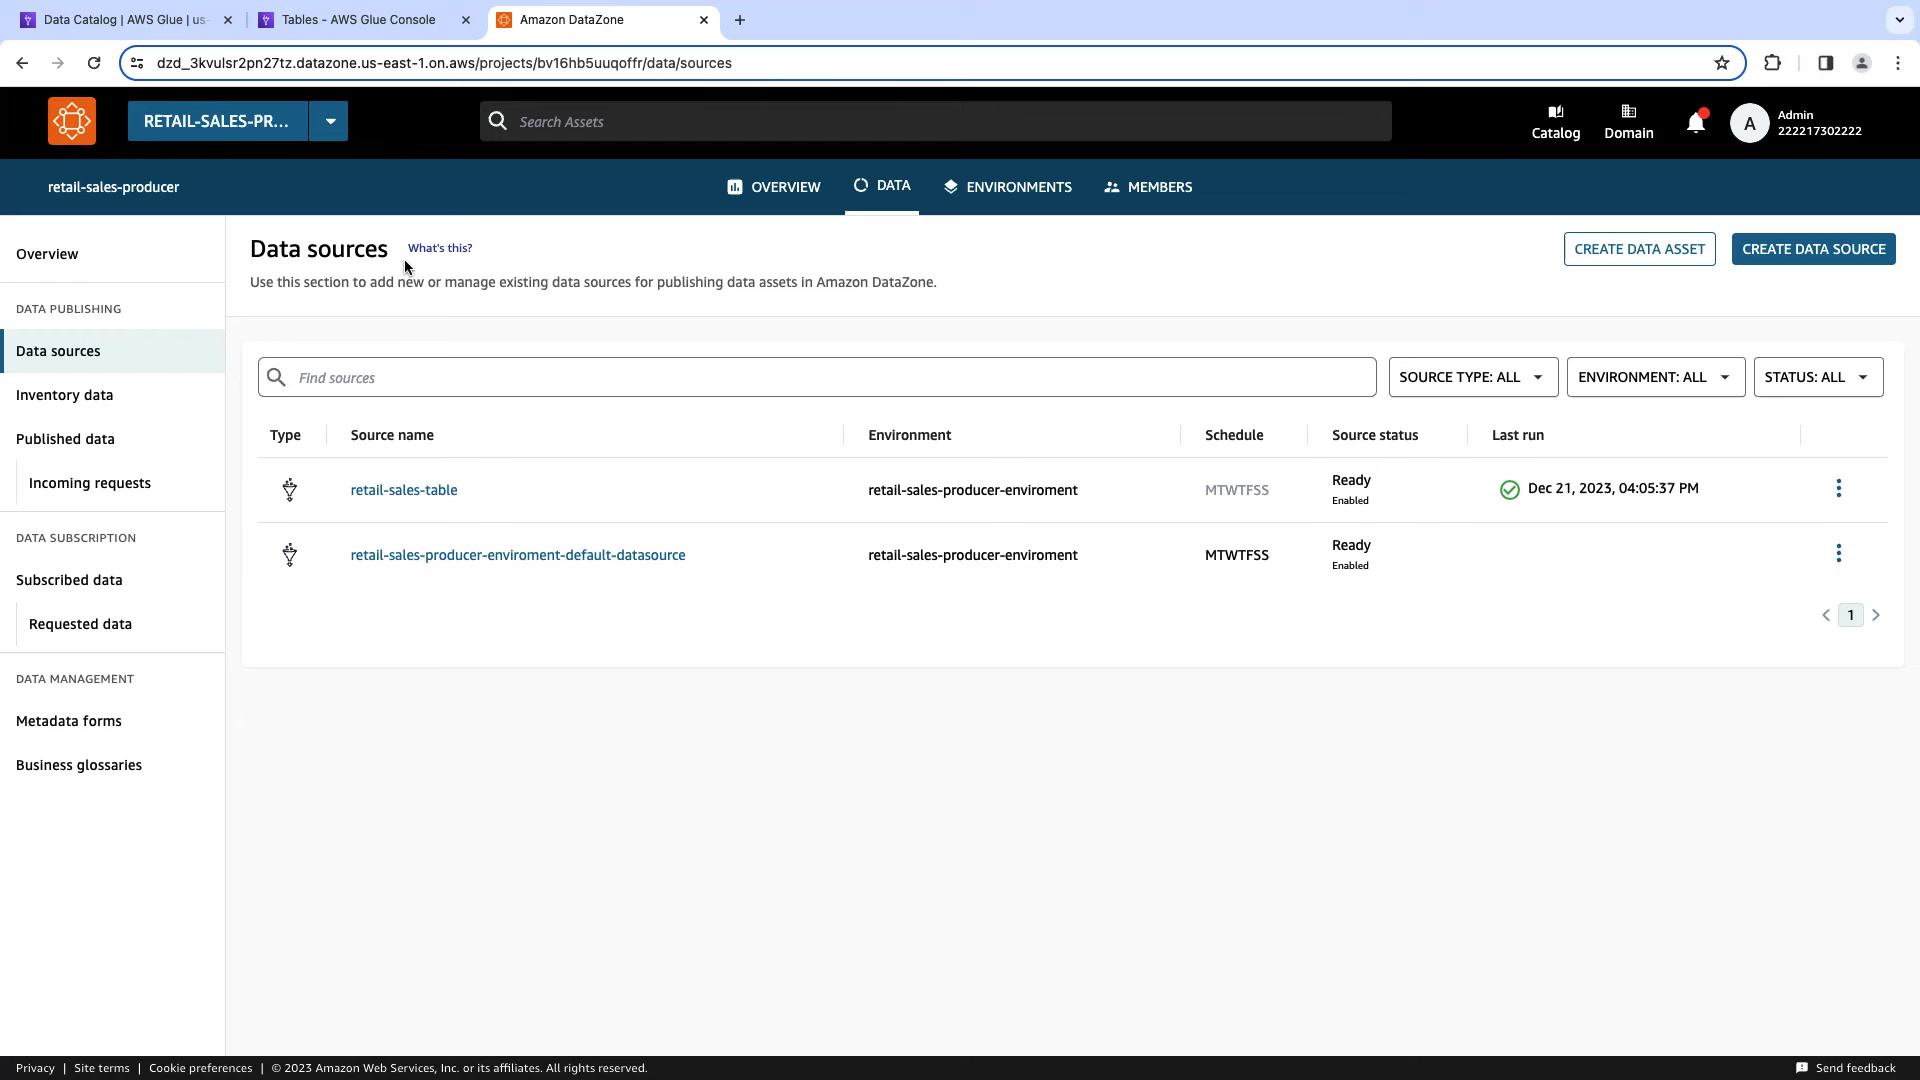 Data Catalog | AWS Glue | us-
Tables - AWS Glue Console
Amazon DataZone
dzd_3kvulsr2pn27tz.datazone.us-east-1.on.aws/projects/bv16hb5uuqoffr/data/sources
RETAIL-SALES-PR...
Search Assets
Catalog
Domain
A
Admin
222217302222
retail-sales-producer
OVERVIEW
DATA
ENVIRONMENTS
MEMBERS
Overview
DATA PUBLISHING
Data sources
Inventory data
Published data
Incoming requests
DATA SUBSCRIPTION
Subscribed data
Requested data
DATA MANAGEMENT
Metadata forms
Business glossaries
Data sources
What's this?
Use this section to add new or manage existing data sources for publishing data assets in Amazon DataZone.
CREATE DATA ASSET
CREATE DATA SOURCE
Find sources
SOURCE TYPE: ALL
ENVIRONMENT: ALL
STATUS: ALL
Type Source name Environment Schedule Source status Last run
retail-sales-table retail-sales-producer-enviroment MTWTFSS Ready Dec 21, 2023, 04:05:37 PM
Enabled
retail-sales-producer-enviroment-default-datasource retail-sales-producer-enviroment MTWTFSS Ready
Enabled
1
Privacy | Site terms | Cookie preferences | © 2023 Amazon Web Services, Inc. or its affiliates. All rights reserved.
Send feedback